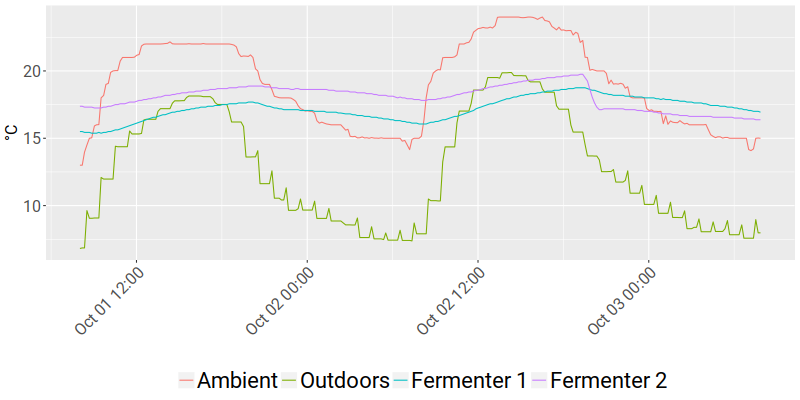 °C
20
15
10
Oct 01 12:00
Oct 02 00:00
Oct 02 12:00
Oct 03 00:00
Ambient Outdoors Fermenter 1 Fermenter 2